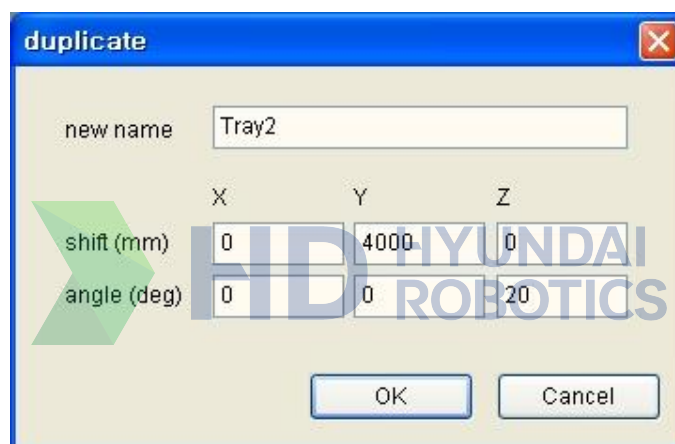 duplicate
new name Tray2
X Y Z
shift (mm) 0 4000 0
angle (deg) 0 0 20
HD HYUNDAI
ROBOTICS
OK Cancel